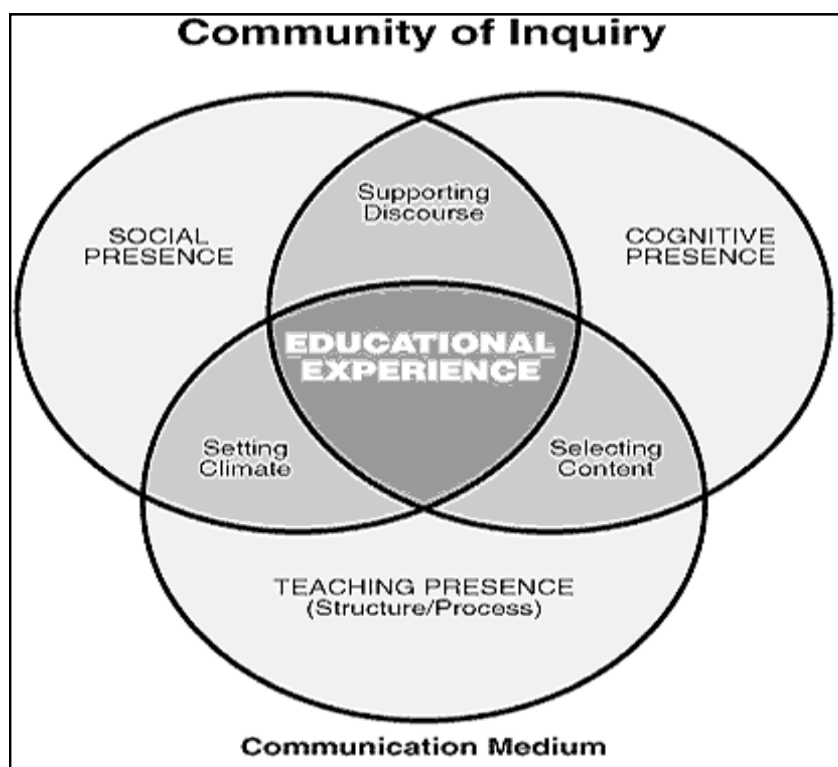 Community of Inquiry
Supporting
Discourse
SOCIAL
PRESENCE
COGNITIVE
PRESENCE
EDUCATIONAL
EXPERIENCE
Setting
Climate
Selecting
Content
TEACHING PRESENCE
(Structure/Process)
Communication Medium